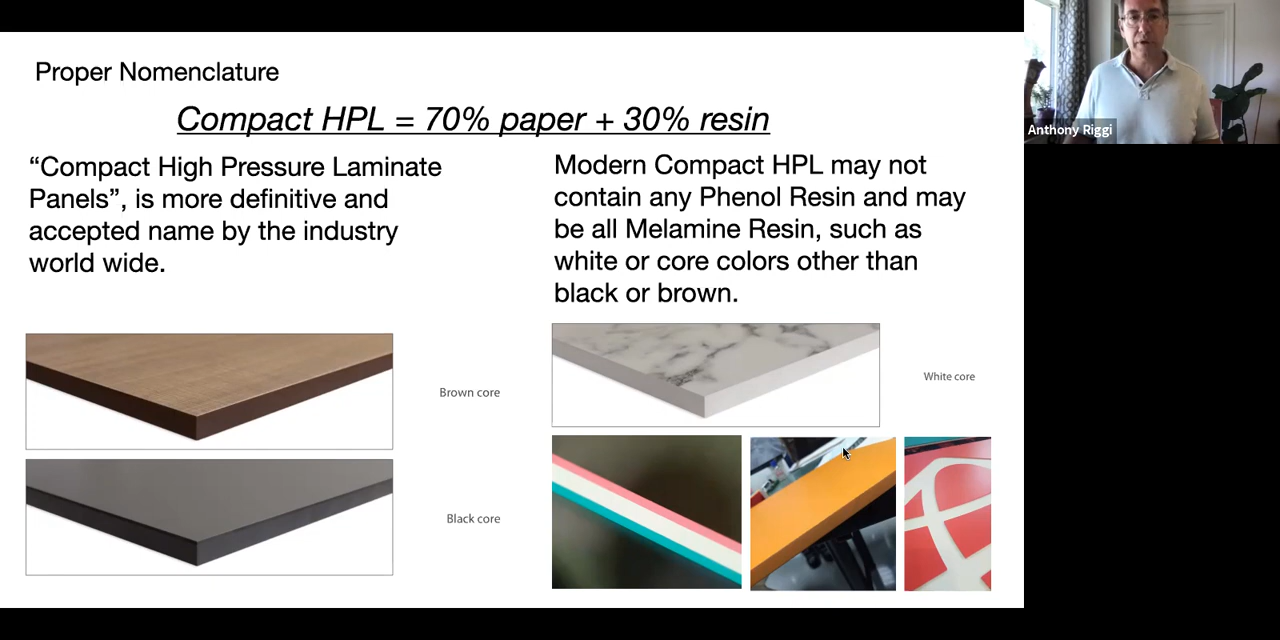 Proper Nomenclature
Compact HPL = 70% paper + 30% resin
“Compact High Pressure Laminate
Panels”, is more definitive and
accepted name by the industry
world wide.
Modern Compact HPL may not
contain any Phenol Resin and may
be all Melamine Resin, such as
white or core colors other than
black or brown.
Brown core
Black core
White core
Anthony Riggi